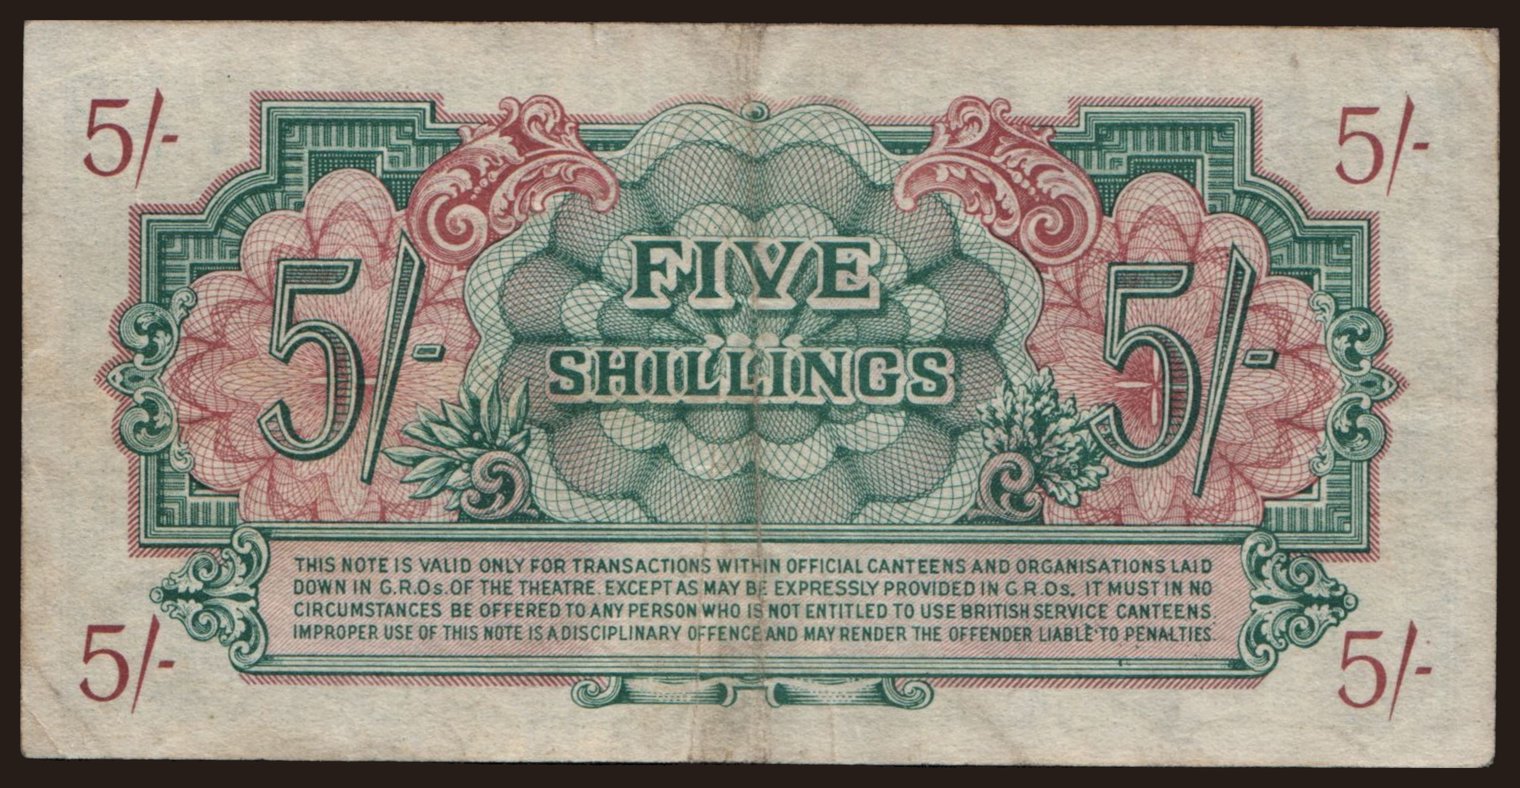 5/- 5/-
FIVE
5/- 5/-
SHILLINGS
THIS NOTE IS VALID ONLY FOR TRANSACTIONS WITHIN OFFICIAL CANTEENS AND ORGANISATIONS LAID
DOWN IN G.R.Os. OF THE THEATRE. EXCEPT AS MAY BE EXPRESSLY PROVIDED IN G.R.Os. IT MUST IN NO
CIRCUMSTANCES BE OFFERED TO ANY PERSON WHO IS NOT ENTITLED TO USE BRITISH SERVICE CANTEENS.
IMPROPER USE OF THIS NOTE IS A DISCIPLINARY OFFENCE AND MAY RENDER THE OFFENDER LIABLE TO PENALTIES.
5/- 5/-